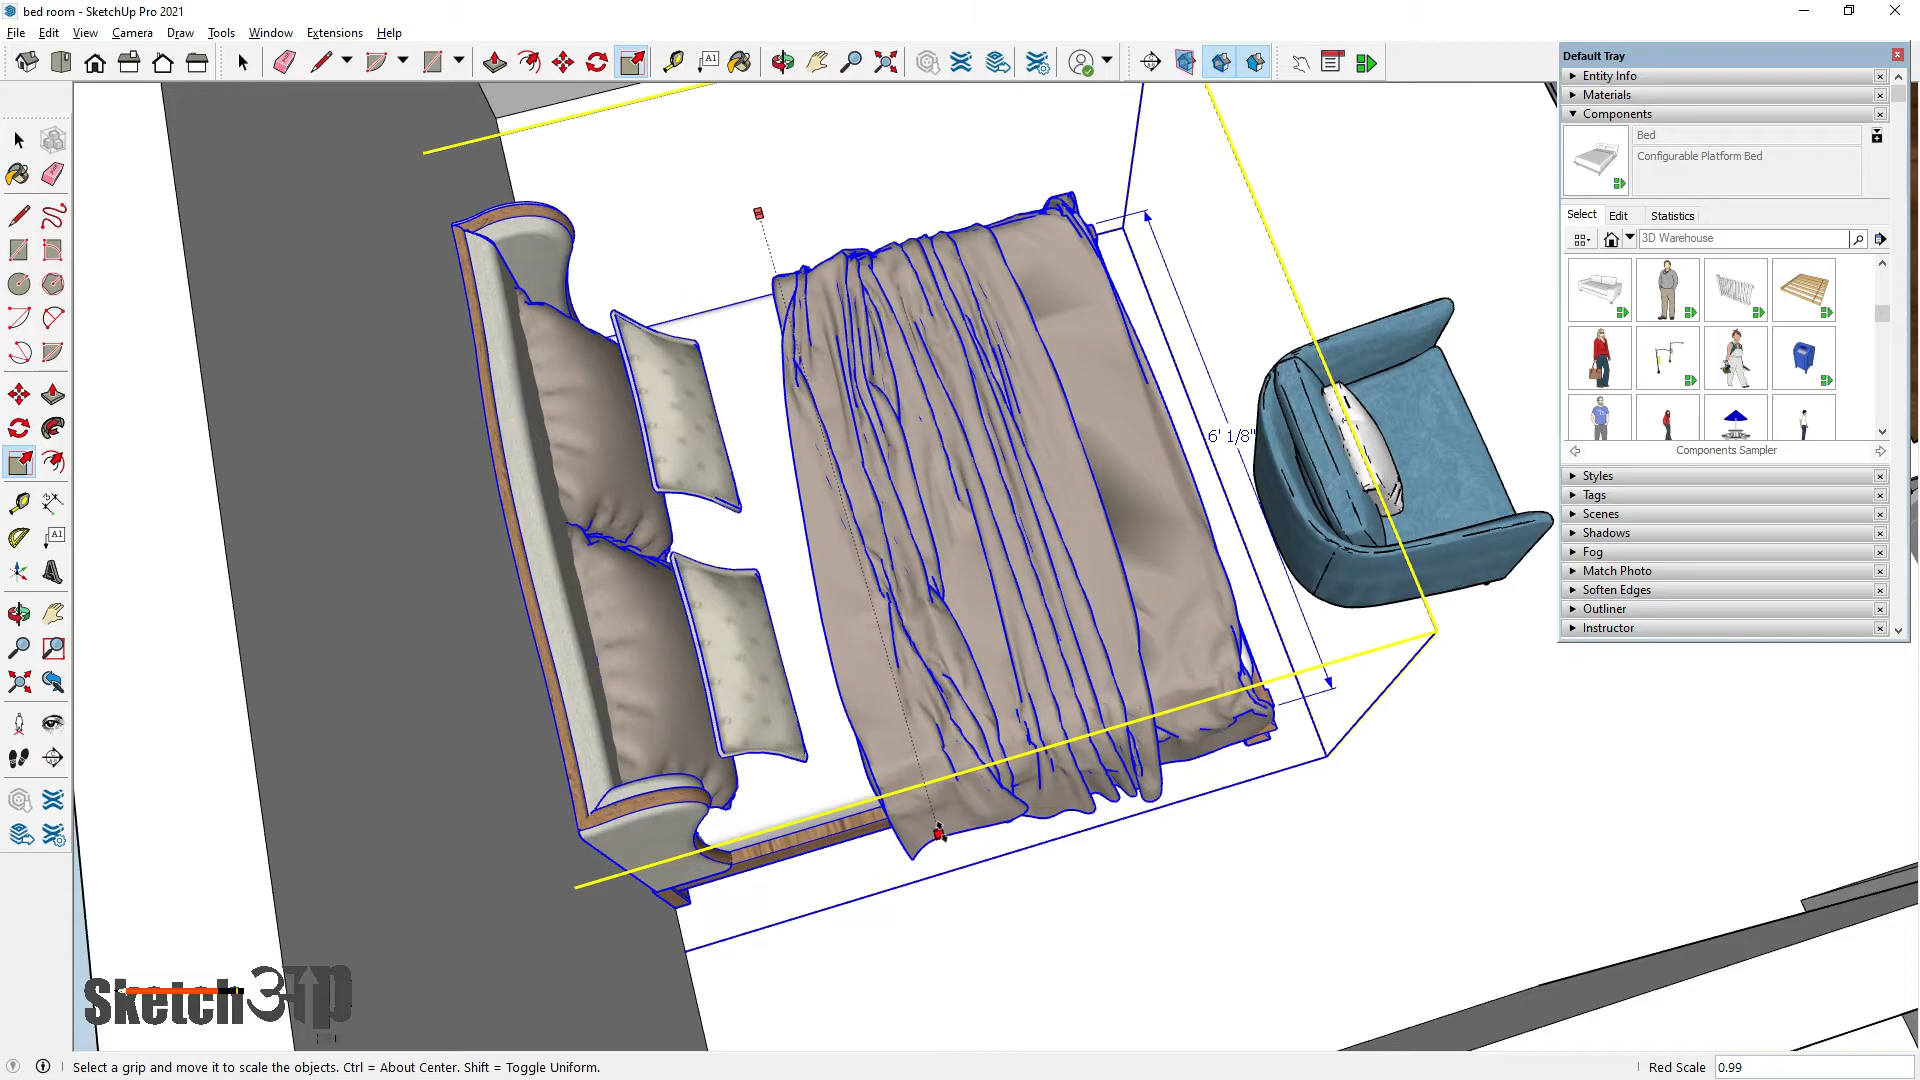 bed room - SketchUp Pro 2021
File Edit View Camera Draw Tools Window Extensions Help
A1
Default Tray
Entity Info
Materials
Components
Bed
Configurable Platform Bed
Select Edit Statistics
3D Warehouse
Components Sampler
Styles
Tags
Scenes
Shadows
Fog
Match Photo
Soften Edges
Outliner
Instructor
A1
6' 1/8"
Sketch3Up
Select a grip and move it to scale the objects. Ctrl = About Center. Shift = Toggle Uniform.
Red Scale 0.99